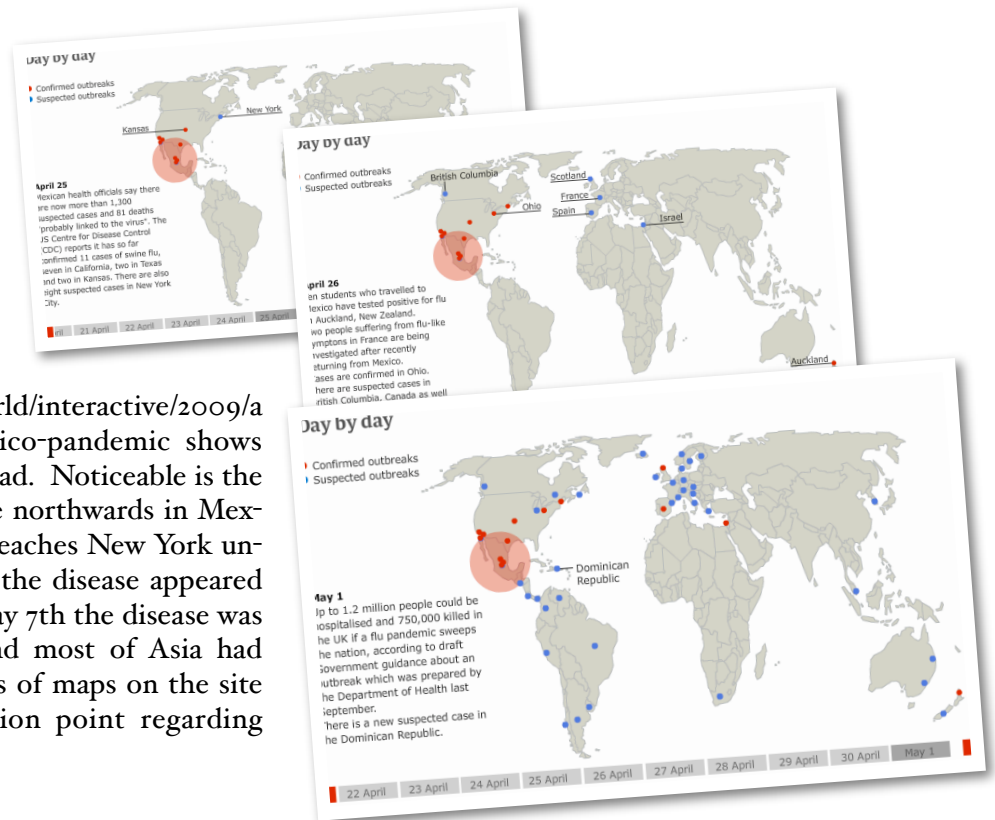 Day by day
Confirmed outbreaks
Suspected outbreaks
Kansas
New York
April 25
Mexican health officials say there
are now more than 1,300
suspected cases and 81 deaths
"probably linked to the virus". The
US Centre for Disease Control
(CDC) reports it has so far
confirmed 11 cases of swine flu,
seven in California, two in Texas
and two in Kansas. There are also
eight suspected cases in New York
City.
21 April 22 April 23 April 24 April 25 April
Day by day
Confirmed outbreaks
Suspected outbreaks
British Columbia
Ohio
Scotland
France
Spain
Israel
Auckland
April 26
en students who travelled to
Mexico have tested positive for flu
n Auckland, New Zealand.
wo people suffering from flu-like
ymptoms in France are being
nvestigated after recently
eturning from Mexico.
ases are confirmed in Ohio.
here are suspected cases in
ritish Columbia, Canada as well
rld/interactive/2009/a
ico-pandemic shows
ad. Noticeable is the
e northwards in Mex-
eaches New York un-
the disease appeared
ay 7th the disease was
nd most of Asia had
s of maps on the site
ion point regarding
Day by day
Confirmed outbreaks
Suspected outbreaks
Dominican
Republic
May 1
Up to 1.2 million people could be
hospitalised and 750,000 killed in
the UK if a flu pandemic sweeps
the nation, according to draft
Government guidance about an
outbreak which was prepared by
the Department of Health last
September.
There is a new suspected case in
the Dominican Republic.
22 April 23 April 24 April 25 April 26 April 27 April 28 April 29 April 30 April May 1